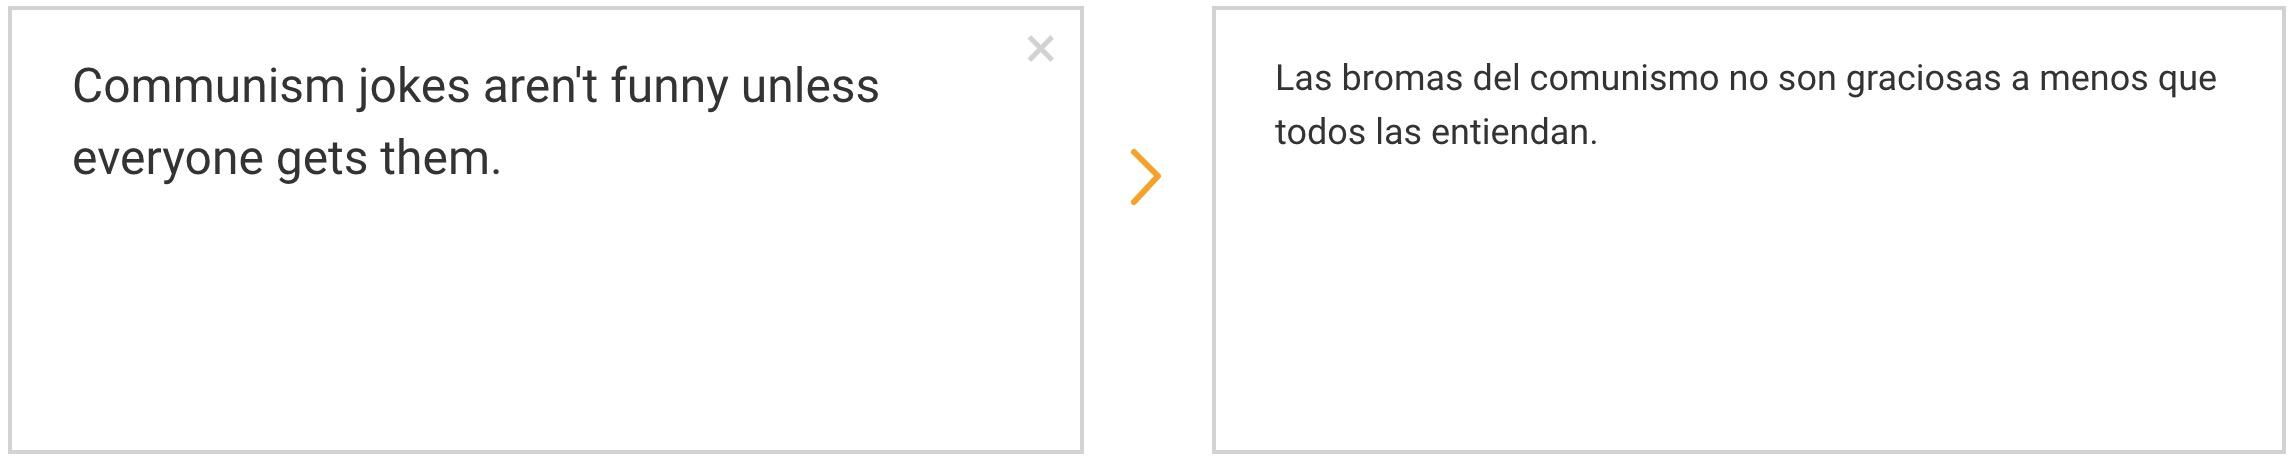 Communism jokes aren't funny unless
everyone gets them.
Las bromas del comunismo no son graciosas a menos que
todos las entiendan.